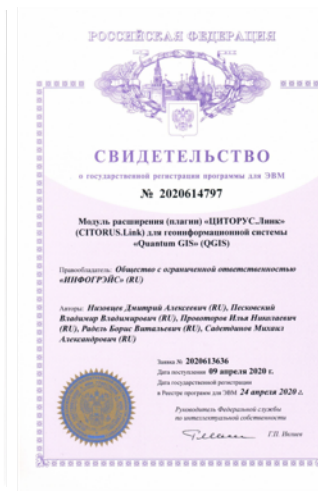 РОССИЙСКАЯ ФЕДЕРАЦИЯ
СВИДЕТЕЛЬСТВО
о государственной регистрации программы для ЭВМ
№ 2020614797
Модуль расширения (плагин) «ЦИТОРУС.Линк»
(CITORUS.Link) для геоинформационной системы
«Quantum GIS» (QGIS)
Правообладатель: Общество с ограниченной ответственностью
«ИНФОГРЭЙС» (RU)
Авторы: Низовцев Дмитрий Алексеевич (RU), Пескомский
Владимир Владимирович (RU), Провоторов Илья Николаевич
(RU), Ридель Борис Витальевич (RU), Садетдинов Михаил
Александрович (RU)
Заявка № 2020613636
Дата поступления 09 апреля 2020 г.
Дата государственной регистрации
в Реестре программ для ЭВМ 24 апреля 2020 г.
Руководитель Федеральной службы
по интеллектуальной собственности
Г.П. Ивлиев